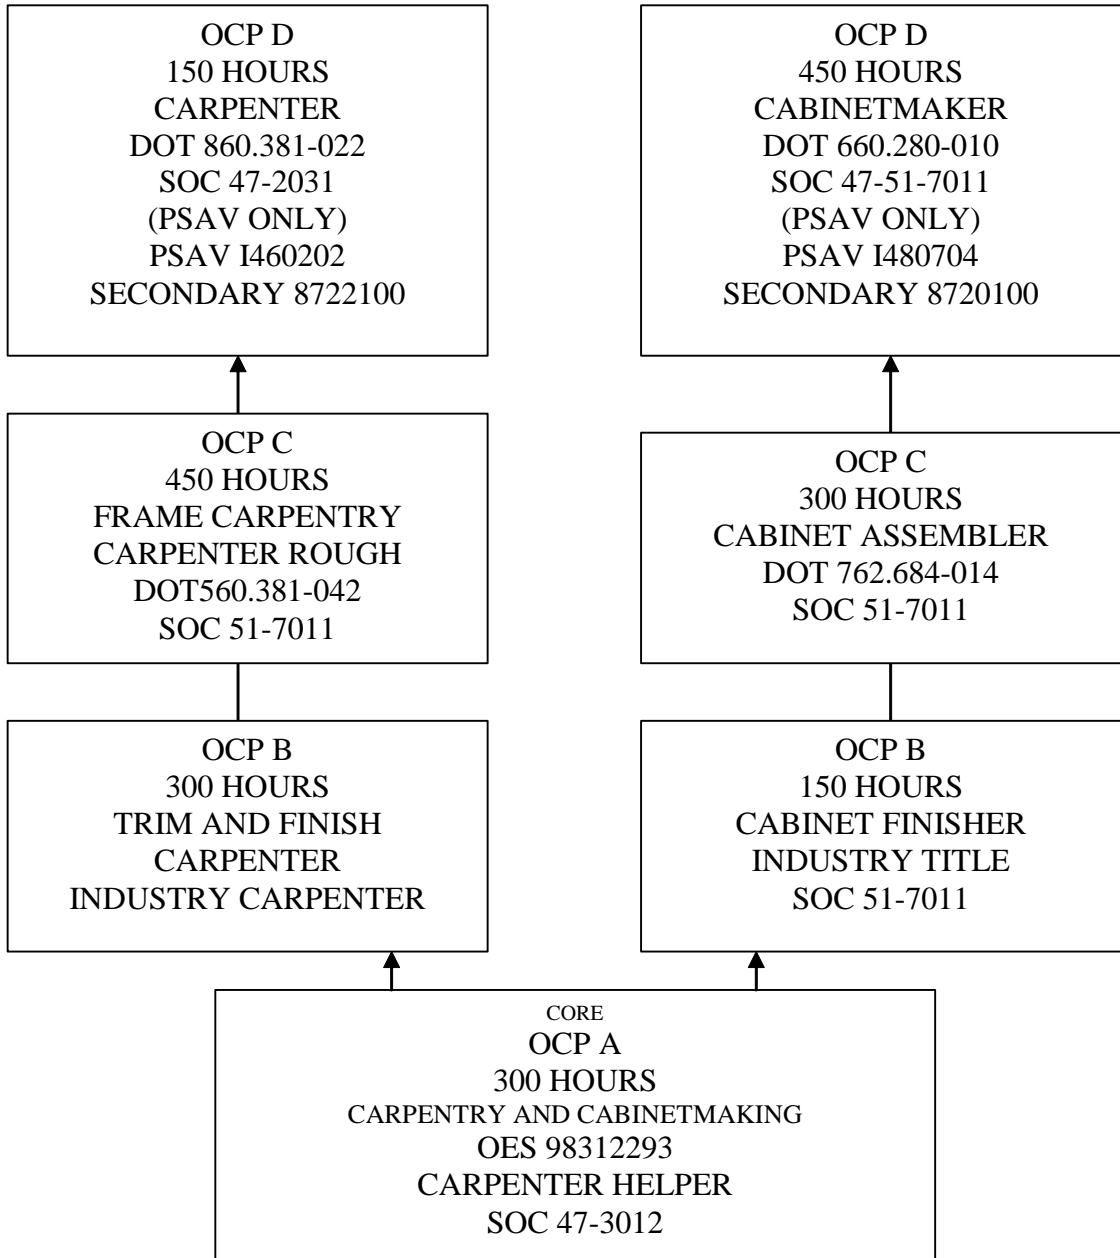 OCP D
150 HOURS
CARPENTER
DOT 860.381-022
SOC 47-2031
(PSAV ONLY)
PSAV I460202
SECONDARY 8722100
OCP D
450 HOURS
CABINETMAKER
DOT 660.280-010
SOC 47-51-7011
(PSAV ONLY)
PSAV I480704
SECONDARY 8720100
OCP C
450 HOURS
FRAME CARPENTRY
CARPENTER ROUGH
DOT560.381-042
SOC 51-7011
OCP C
300 HOURS
CABINET ASSEMBLER
DOT 762.684-014
SOC 51-7011
OCP B
300 HOURS
TRIM AND FINISH
CARPENTER
INDUSTRY CARPENTER
OCP B
150 HOURS
CABINET FINISHER
INDUSTRY TITLE
SOC 51-7011
CORE
OCP A
300 HOURS
CARPENTRY AND CABINETMAKING
OES 98312293
CARPENTER HELPER
SOC 47-3012